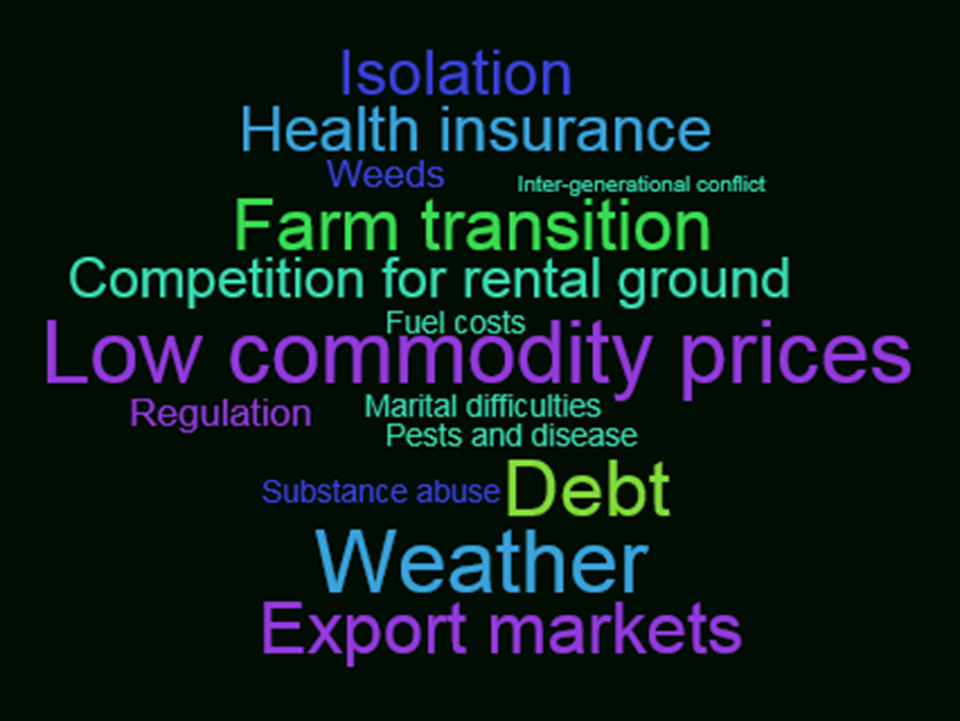 Isolation
Health insurance
Weeds
Inter-generational conflict
Farm transition
Competition for rental ground
Fuel costs
Low commodity prices
Regulation
Marital difficulties
Pests and disease
Substance abuse
Debt
Weather
Export markets